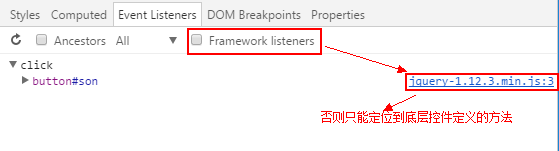 Styles Computed Event Listeners DOM Breakpoints Properties
Ancestors All Framework listeners
click
button#son jquery-1.12.3.min.js:3
否则只能定位到底层控件定义的方法